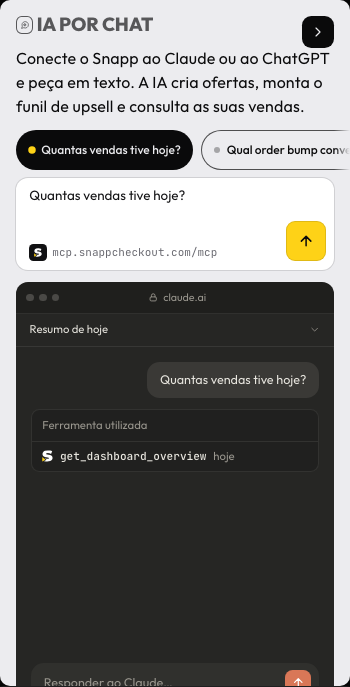 IA POR CHAT
Conecte o Snapp ao Claude ou ao ChatGPT
e peça em texto. A IA cria ofertas, monta o
funil de upsell e consulta as suas vendas.
Quantas vendas tive hoje?
Qual order bump conve
Quantas vendas tive hoje?
mcp.snappcheckout.com/mcp
claude.ai
Resumo de hoje
Quantas vendas tive hoje?
Ferramenta utilizada
get_dashboard_overview hoje
Responder ao Claude...